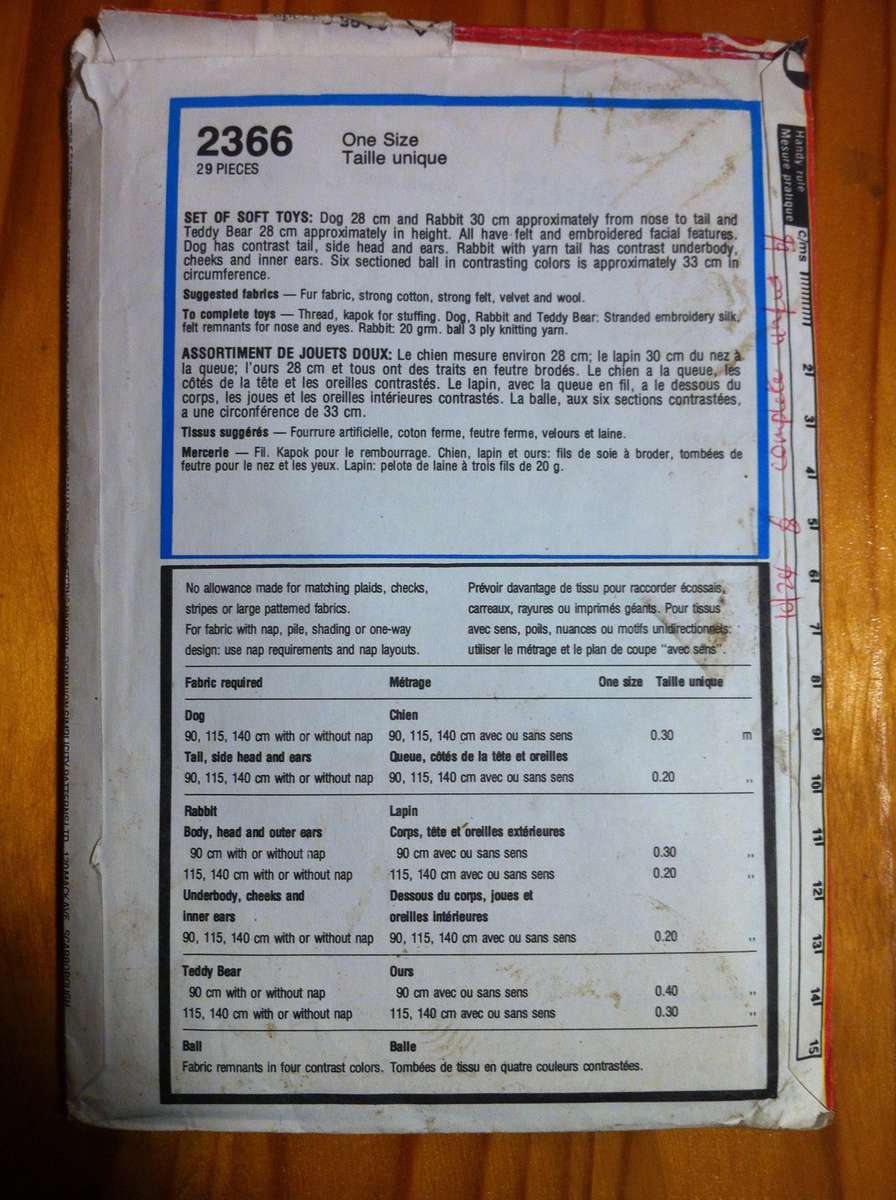 2366
29 PIECES
One Size
Taille unique
SET OF SOFT TOYS: Dog 28 cm and Rabbit 30 cm approximately from nose to tail and
Teddy Bear 28 cm approximately in height. All have felt and embroidered facial features.
Dog has contrast tail, side head and ears. Rabbit with yarn tail has contrast underbody,
cheeks and inner ears. Six sectioned ball in contrasting colors is approximately 33 cm in
circumference.
Suggested fabrics — Fur fabric, strong cotton, strong felt, velvet and wool.
To complete toys — Thread, kapok for stuffing. Dog, Rabbit and Teddy Bear: Stranded embroidery silk,
felt remnants for nose and eyes. Rabbit: 20 grm. ball 3 ply knitting yarn.
ASSORTIMENT DE JOUETS DOUX: Le chien mesure environ 28 cm; le lapin 30 cm du nez à
la queue; l'ours 28 cm et tous ont des traits en feutre brodés. Le chien a la queue, les
côtés de la tête et les oreilles contrastés. Le lapin, avec la queue en fil, a le dessous du
corps, les joues et les oreilles intérieures contrastés. La balle, aux six sections contrastées,
a une circonférence de 33 cm.
Tissus suggérés — Fourrure artificielle, coton ferme, feutre ferme, velours et laine.
Mercerie — Fil. Kapok pour le rembourrage. Chien, lapin et ours: fils de soie à broder, tombées de
feutre pour le nez et les yeux. Lapin: pelote de laine à trois fils de 20 g.
No allowance made for matching plaids, checks,
stripes or large patterned fabrics.
For fabric with nap, pile, shading or one-way
design: use nap requirements and nap layouts.
Prévoir davantage de tissu pour raccorder écossais,
carreaux, rayures ou imprimés géants. Pour tissus
avec sens, poils, nuances ou motifs unidirectionnels:
utiliser le métrage et le plan de coupe "avec sens".
Fabric required Métrage One size Taille unique
Dog Chien
90, 115, 140 cm with or without nap 90, 115, 140 cm avec ou sans sens 0.30 m
Tail, side head and ears Queue, côtés de la tête et oreilles
90, 115, 140 cm with or without nap 90, 115, 140 cm avec ou sans sens 0.20 ,,
Rabbit Lapin
Body, head and outer ears Corps, tête et oreilles extérieures
90 cm with or without nap 90 cm avec ou sans sens 0.30 ,,
115, 140 cm with or without nap 115, 140 cm avec ou sans sens 0.20 ,,
Underbody, cheeks and Dessous du corps, joues et
inner ears oreilles intérieures
90, 115, 140 cm with or without nap 90, 115, 140 cm avec ou sans sens 0.20 ,,
Teddy Bear Ours
90 cm with or without nap 90 cm avec ou sans sens 0.40 ,,
115, 140 cm with or without nap 115, 140 cm avec ou sans sens 0.30 ,,
Ball Balle
Fabric remnants in four contrast colors. Tombées de tissu en quatre couleurs contrastées.
Handy rule
Mesure pratique
c/ms
2
3
4
5
6
7
8
9
10
11
12
13
14
15
10/24 8 complete